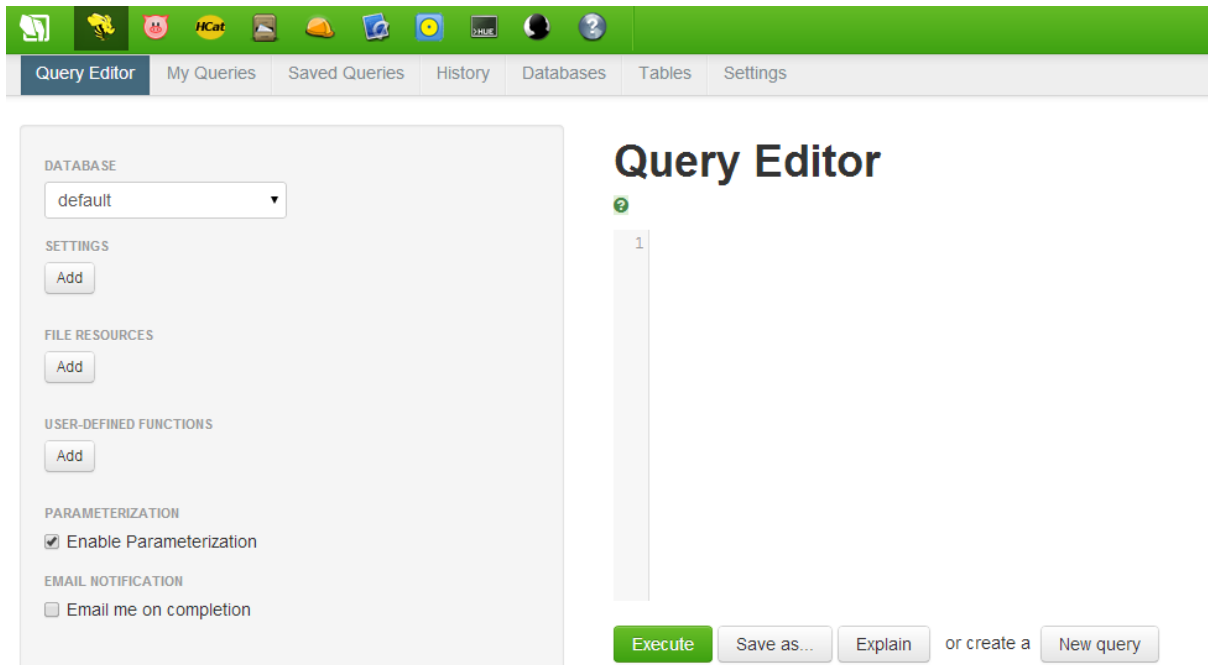 HCat
>HUE
?
Query Editor My Queries Saved Queries History Databases Tables Settings
DATABASE
default
SETTINGS
Add
FILE RESOURCES
Add
USER-DEFINED FUNCTIONS
Add
PARAMETERIZATION
Enable Parameterization
EMAIL NOTIFICATION
Email me on completion
Query Editor
?
1
Execute Save as... Explain or create a New query